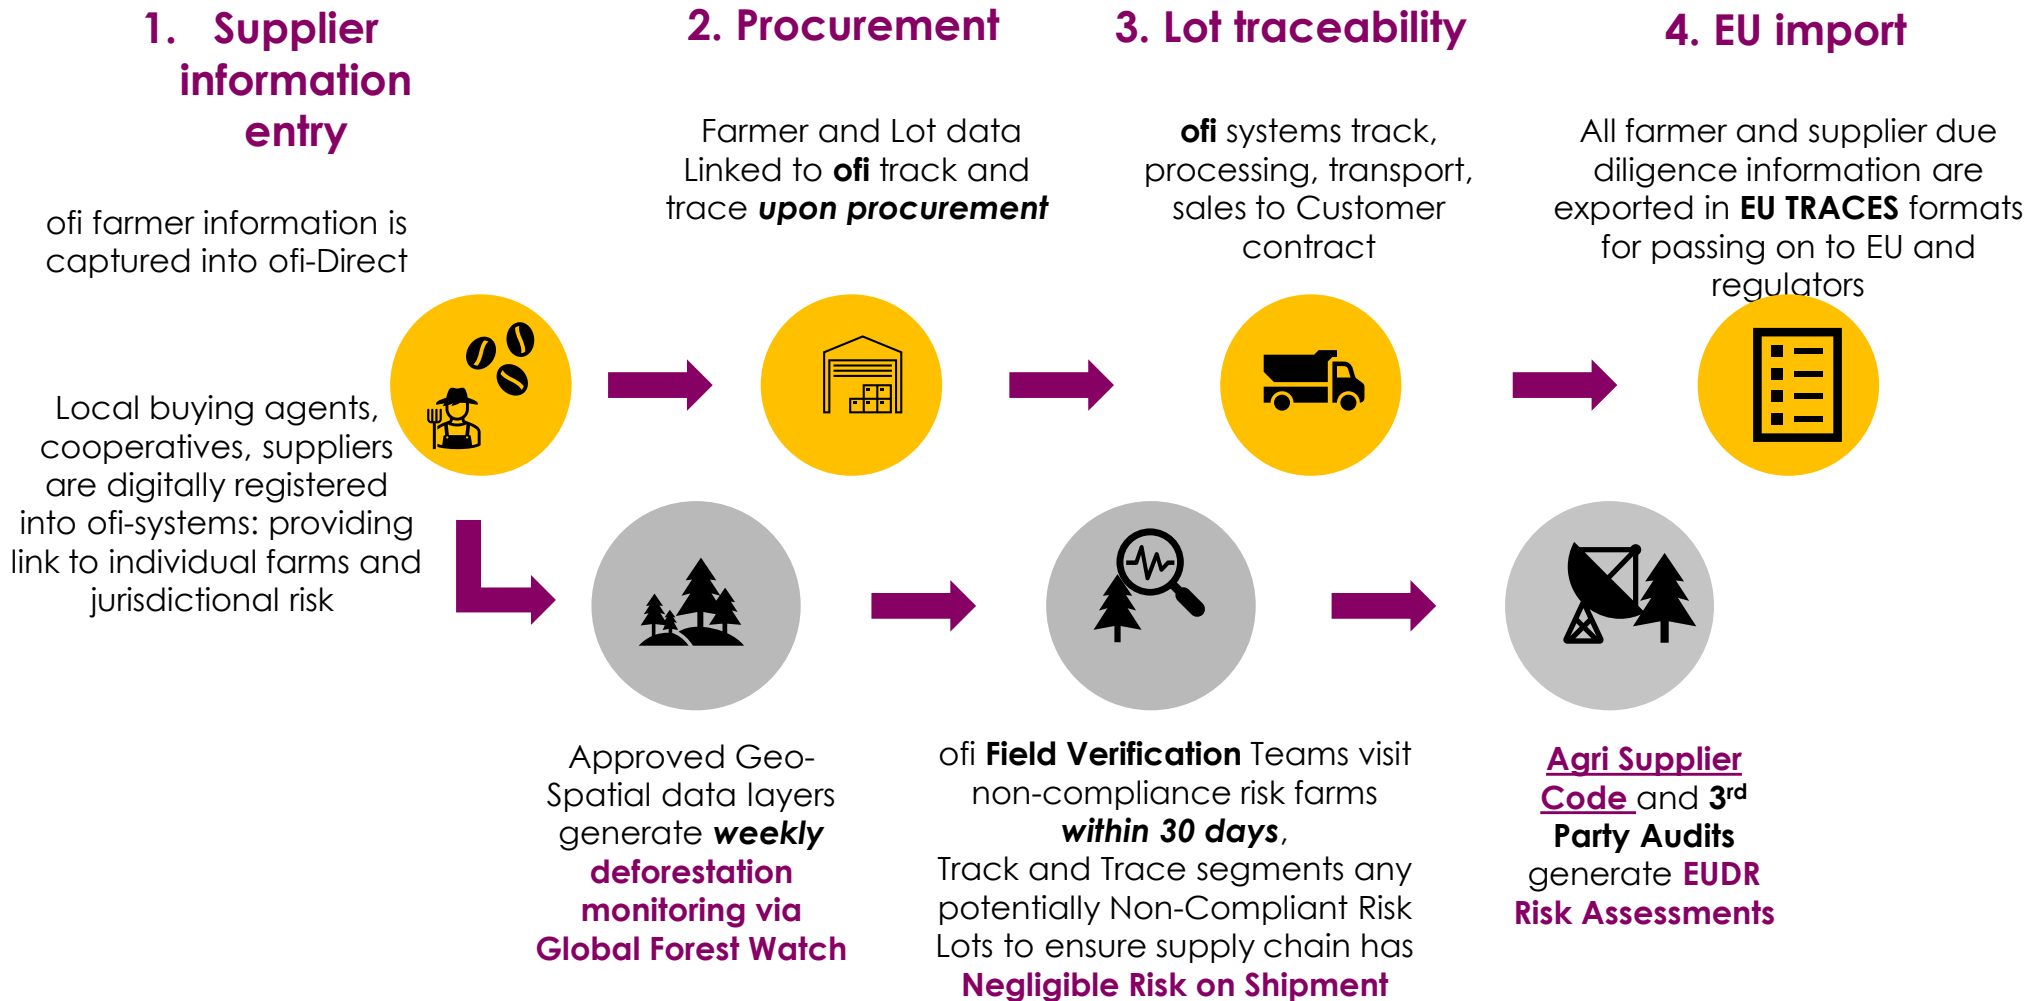 1. Supplier
information
entry
ofi farmer information is
captured into ofi-Direct
Local buying agents,
cooperatives, suppliers
are digitally registered
into ofi-systems: providing
link to individual farms and
jurisdictional risk
2. Procurement
Farmer and Lot data
Linked to ofi track and
trace upon procurement
3. Lot traceability
ofi systems track,
processing, transport,
sales to Customer
contract
4. EU import
All farmer and supplier due
diligence information are
exported in EU TRACES formats
for passing on to EU and
regulators
Approved Geo-
Spatial data layers
generate weekly
deforestation
monitoring via
Global Forest Watch
ofi Field Verification Teams visit
non-compliance risk farms
within 30 days,
Track and Trace segments any
potentially Non-Compliant Risk
Lots to ensure supply chain has
Negligible Risk on Shipment
Agri Supplier
Code and 3rd
Party Audits
generate EUDR
Risk Assessments